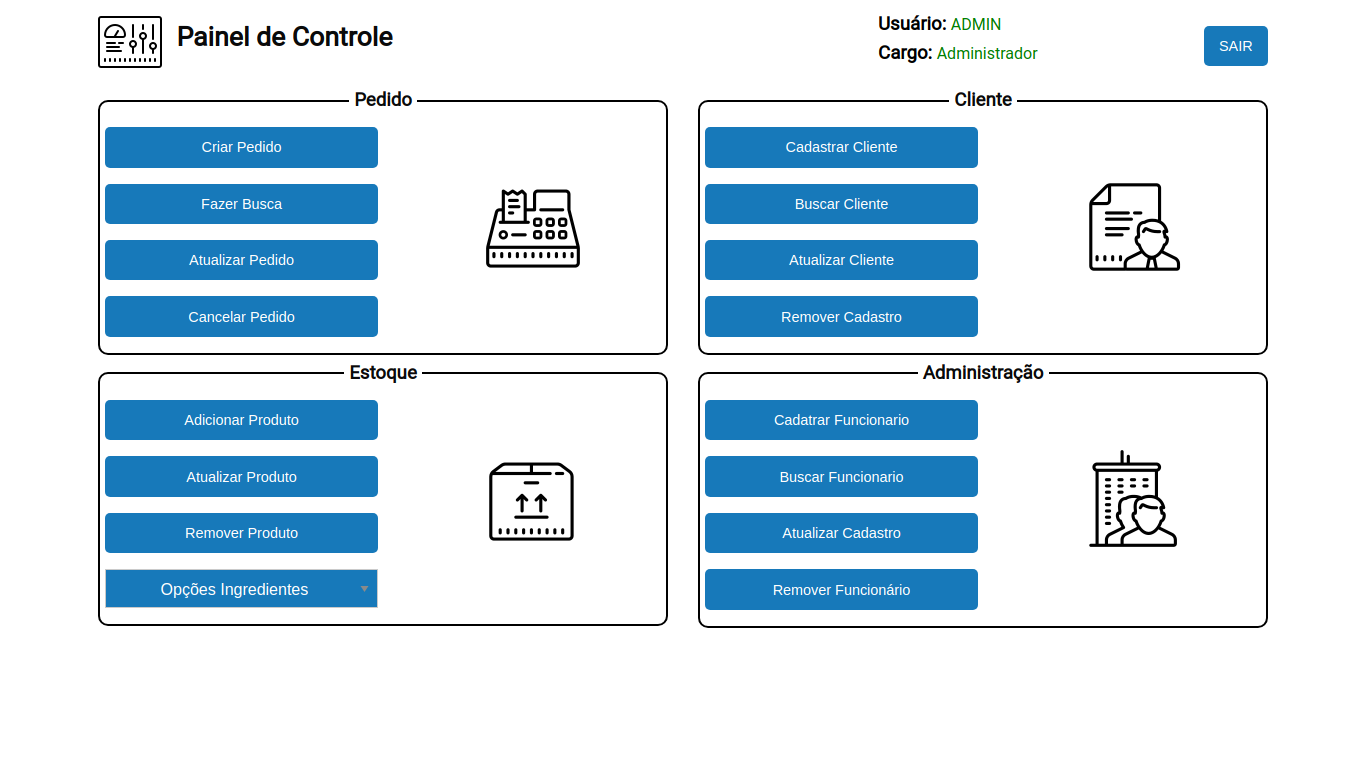 Painel de Controle
Usuário: ADMIN
Cargo: Administrador
SAIR
Pedido
Criar Pedido
Fazer Busca
Atualizar Pedido
Cancelar Pedido
Cliente
Cadastrar Cliente
Buscar Cliente
Atualizar Cliente
Remover Cadastro
Estoque
Adicionar Produto
Atualizar Produto
Remover Produto
Opções Ingredientes
Administração
Cadatrar Funcionario
Buscar Funcionario
Atualizar Cadastro
Remover Funcionário